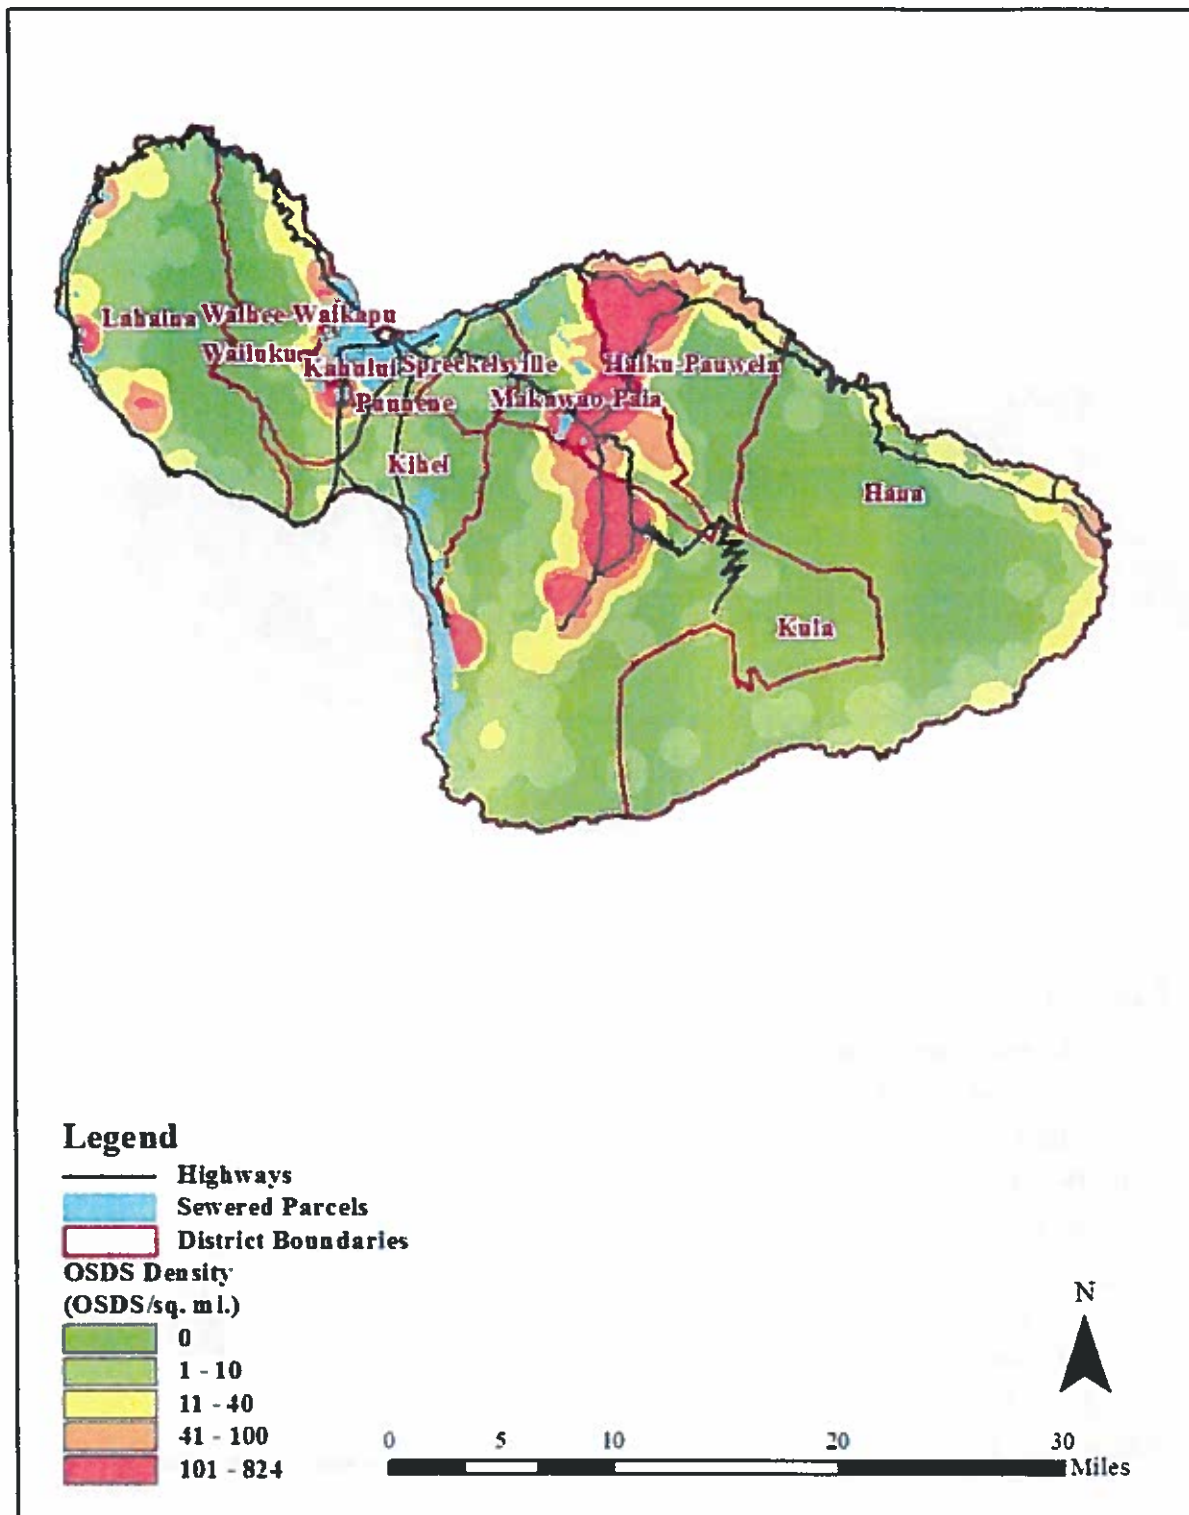 Lahaina Waihee-Waikapu
Wailuku
Kahului Spreckelsville Haiku-Pauwela
Puunene Makawao Paia
Kihei
Hana
Kula
Legend
Highways
Sewered Parcels
District Boundaries
OSDS Density
(OSDS/sq. mi.)
0
1 - 10
11 - 40
41 - 100
101 - 824
N
0 5 10 20 30
Miles